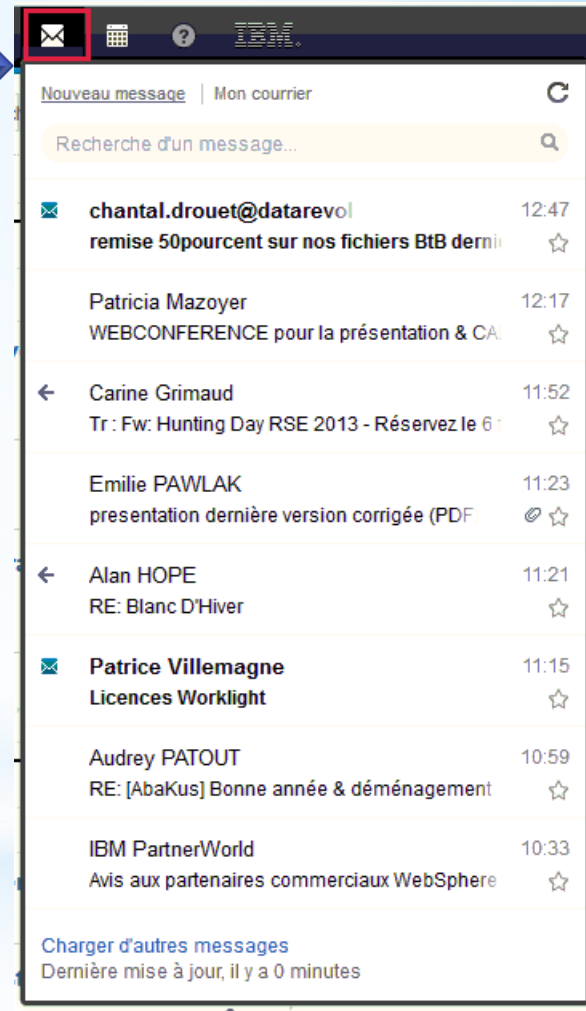 IBM.
Nouveau message | Mon courrier
Recherche d'un message...
chantal.drouet@datarevol 12:47
remise 50pourcent sur nos fichiers BtB derni
Patricia Mazoyer 12:17
WEBCONFERENCE pour la présentation & CA
Carine Grimaud 11:52
Tr : Fw: Hunting Day RSE 2013 - Réservez le 6
Emilie PAWLAK 11:23
presentation dernière version corrigée (PDF
Alan HOPE 11:21
RE: Blanc D'Hiver
Patrice Villemagne 11:15
Licences Worklight
Audrey PATOUT 10:59
RE: [AbaKus] Bonne année & déménagement
IBM PartnerWorld 10:33
Avis aux partenaires commerciaux WebSphere
Charger d'autres messages
Dernière mise à jour, il y a 0 minutes